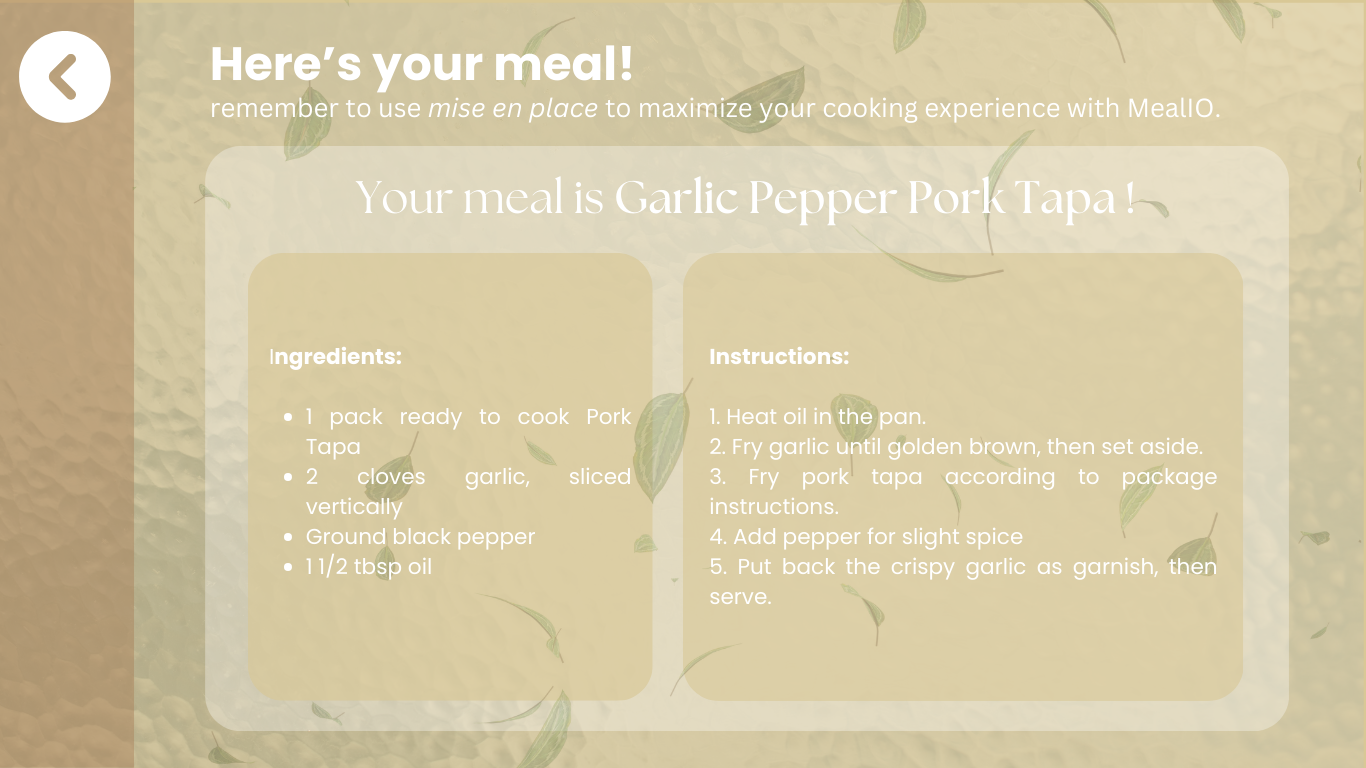 Here’s your meal!
remember to use mise en place to maximize your cooking experience with MealIO.
Your meal is Garlic Pepper Pork Tapa !
Ingredients:
• 1 pack ready to cook Pork
Tapa
• 2 cloves garlic, sliced
vertically
• Ground black pepper
• 1 1/2 tbsp oil
Instructions:
1. Heat oil in the pan.
2. Fry garlic until golden brown, then set aside.
3. Fry pork tapa according to package
instructions.
4. Add pepper for slight spice
5. Put back the crispy garlic as garnish, then
serve.